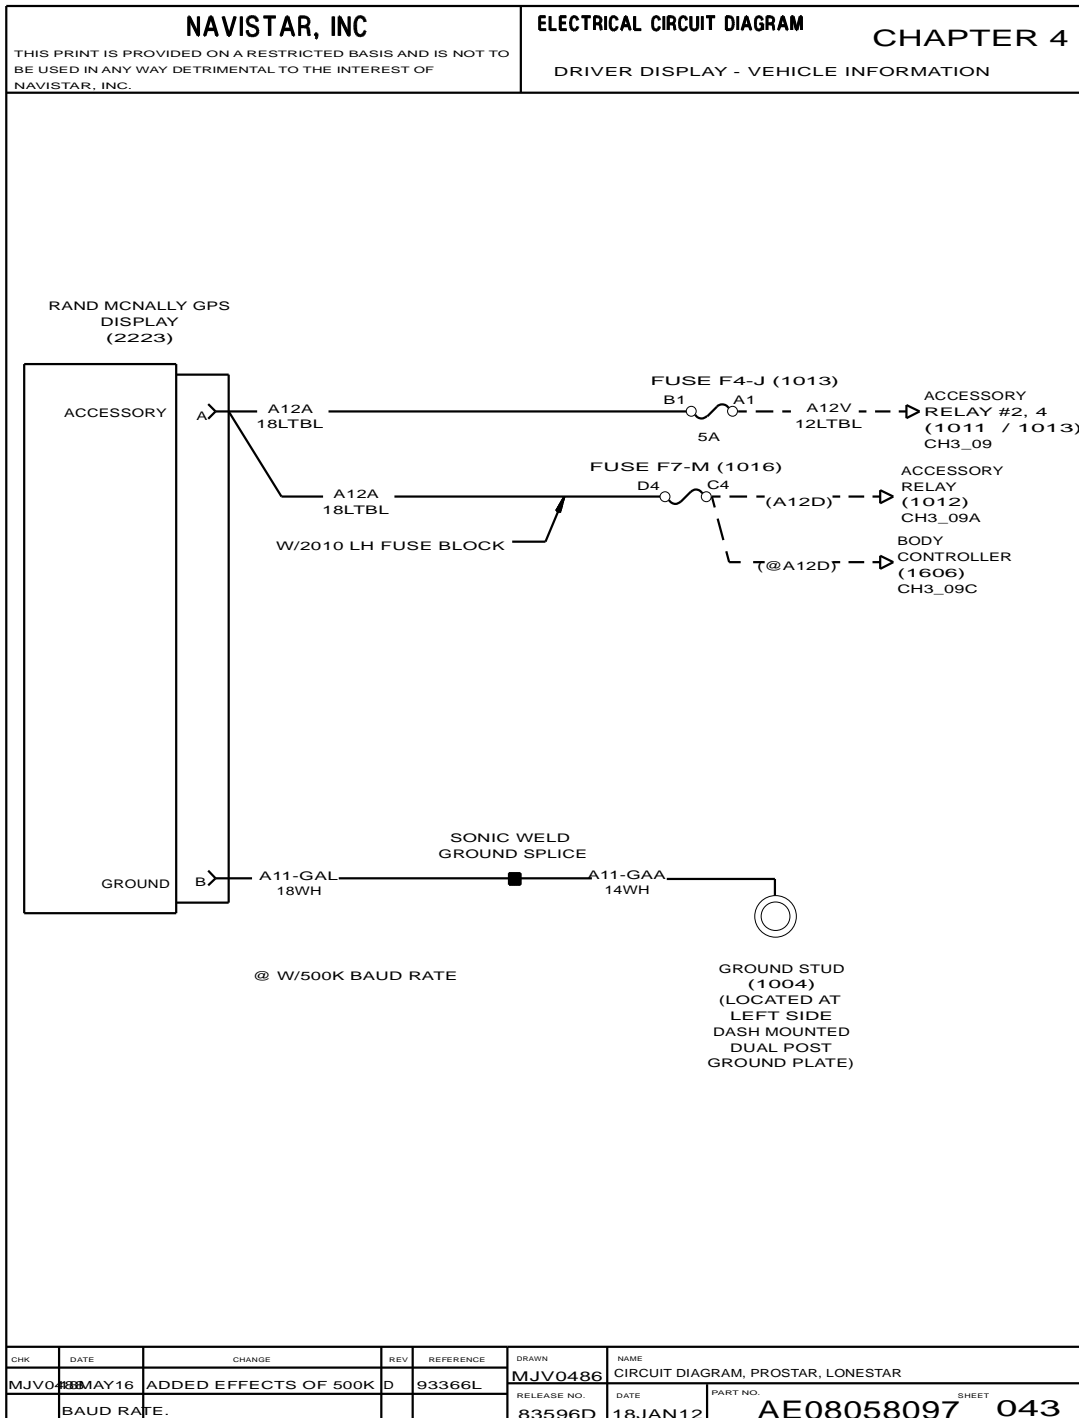 NAVISTAR, INC
THIS PRINT IS PROVIDED ON A RESTRICTED BASIS AND IS NOT TO
BE USED IN ANY WAY DETRIMENTAL TO THE INTEREST OF
NAVISTAR, INC.
ELECTRICAL CIRCUIT DIAGRAM
CHAPTER 4
DRIVER DISPLAY - VEHICLE INFORMATION
RAND MCNALLY GPS
DISPLAY
(2223)
ACCESSORY
A
A12A
18LTBL
FUSE F4-J (1013)
B1
A1
5A
A12V
12LTBL
ACCESSORY
RELAY #2, 4
(1011 / 1013)
CH3_09
A12A
18LTBL
W/2010 LH FUSE BLOCK
FUSE F7-M (1016)
D4
C4
(A12D)
ACCESSORY
RELAY
(1012)
CH3_09A
(@A12D)
BODY
CONTROLLER
(1606)
CH3_09C
GROUND
B
A11-GAL
18WH
SONIC WELD
GROUND SPLICE
A11-GAA
14WH
@ W/500K BAUD RATE
GROUND STUD
(1004)
(LOCATED AT
LEFT SIDE
DASH MOUNTED
DUAL POST
GROUND PLATE)
CHK DATE CHANGE REV REFERENCE
ADDED EFFECTS OF 500K D 93366L
BAUD RATE.
DRAWN
MJV0486
NAME
CIRCUIT DIAGRAM, PROSTAR, LONESTAR
RELEASE NO.
83596D
DATE
18JAN12
PART NO.
AE08058097
SHEET
043